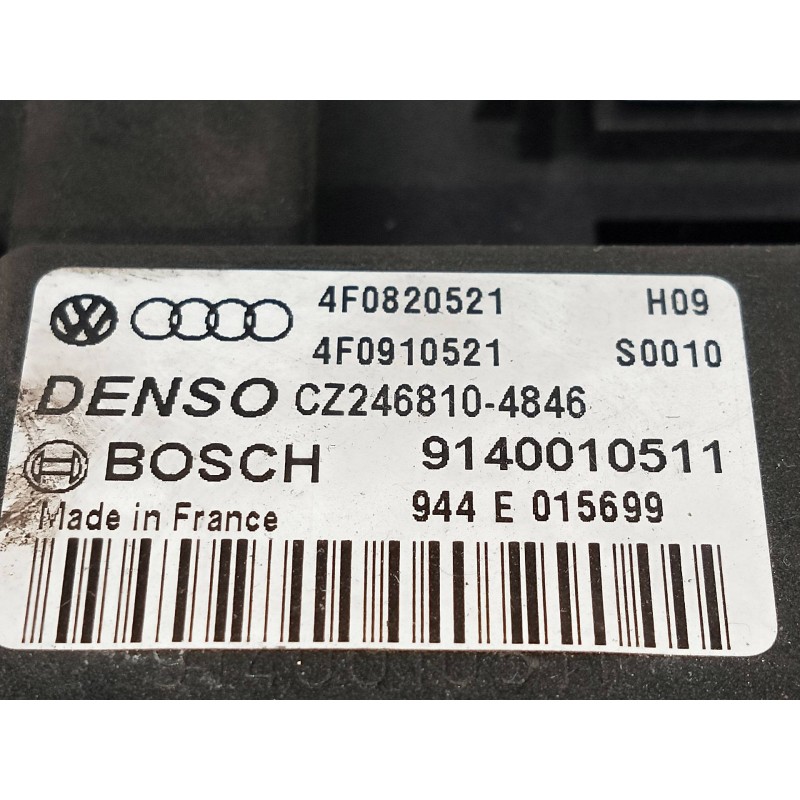 4F0820521 H09
4F0910521 S0010
DENSO CZ246810-4846
BOSCH 9140010511
944 E 015699
Made in France